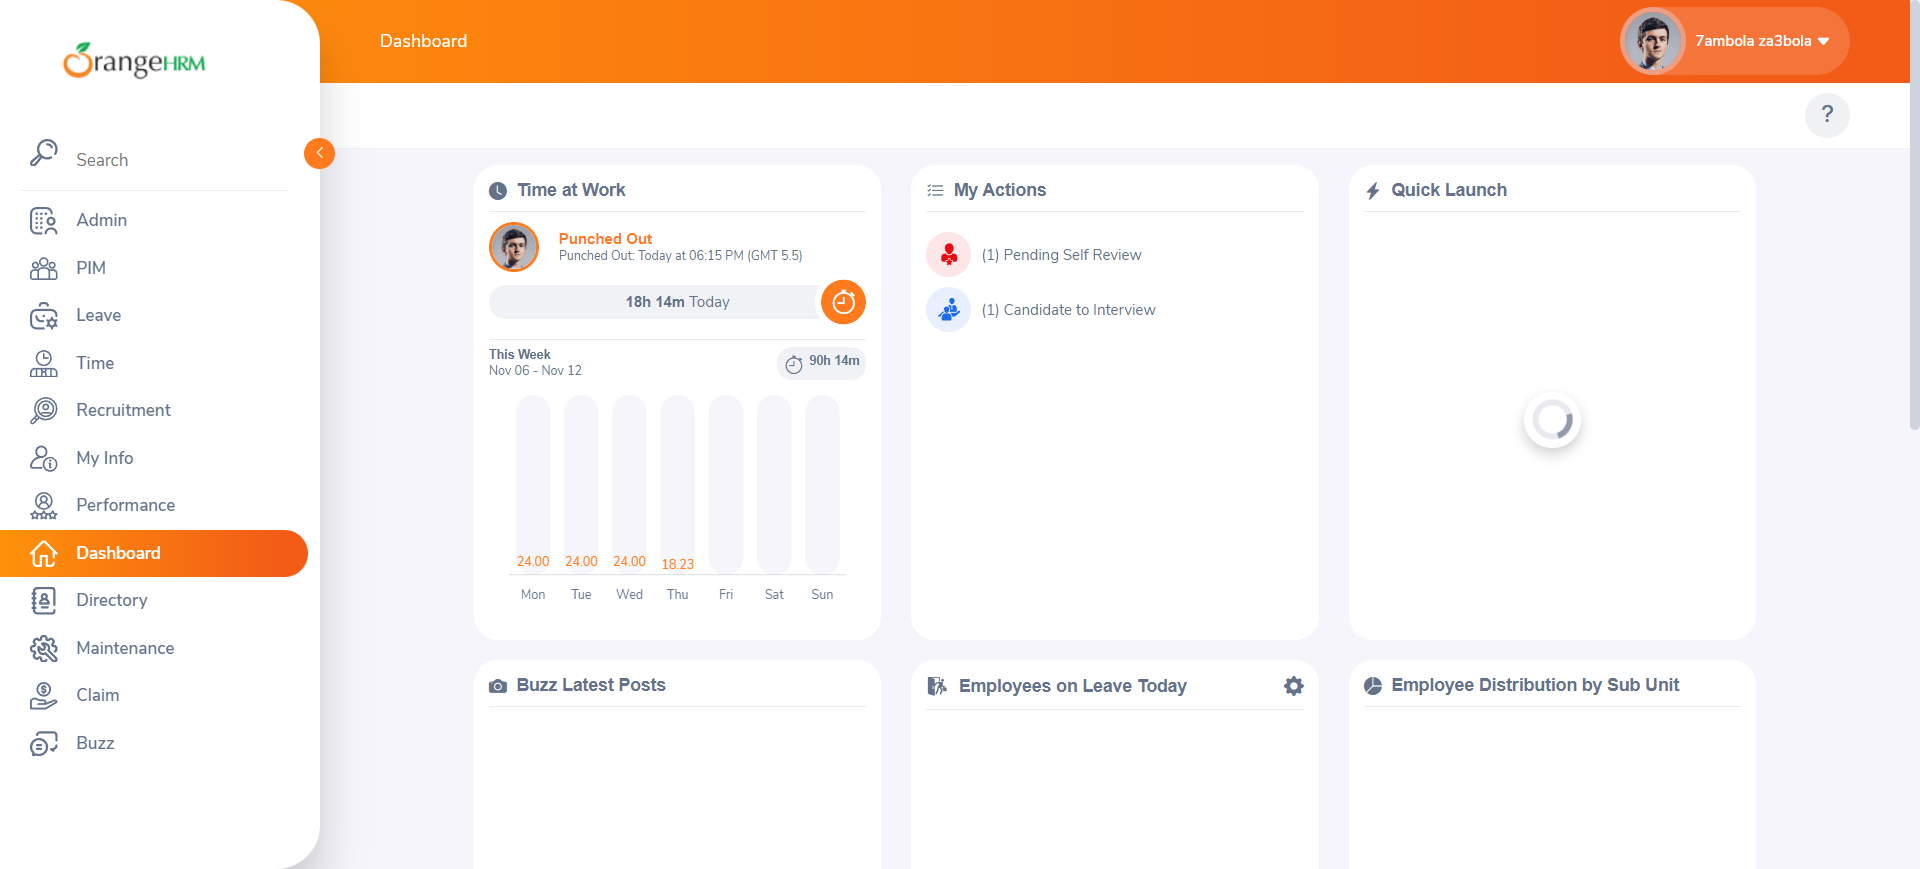 OrangeHRM
Dashboard
7ambola za3bola
?
Search
Admin
PIM
Leave
Time
Recruitment
My Info
Performance
Dashboard
Directory
Maintenance
Claim
Buzz
Time at Work
Punched Out
Punched Out: Today at 06:15 PM (GMT 5.5)
18h 14m Today
This Week
Nov 06 - Nov 12
90h 14m
24.00 24.00 24.00 18.23
Mon Tue Wed Thu Fri Sat Sun
My Actions
(1) Pending Self Review
(1) Candidate to Interview
Quick Launch
Buzz Latest Posts
Employees on Leave Today
Employee Distribution by Sub Unit